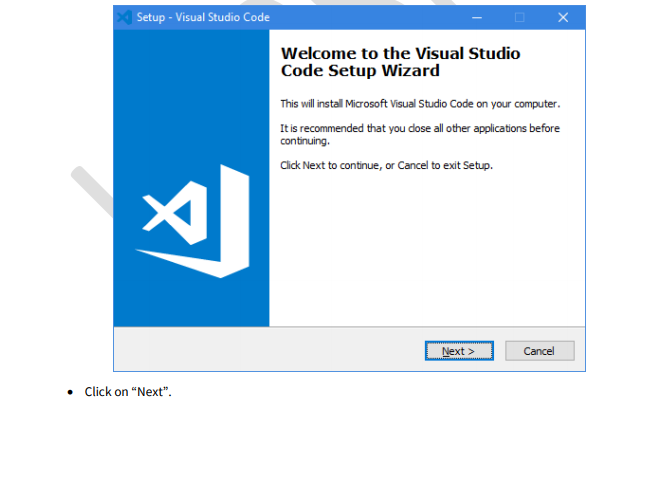 Setup - Visual Studio Code
Welcome to the Visual Studio
Code Setup Wizard
This will install Microsoft Visual Studio Code on your computer.
It is recommended that you close all other applications before
continuing.
Click Next to continue, or Cancel to exit Setup.
Next >
Cancel
• Click on “Next”.